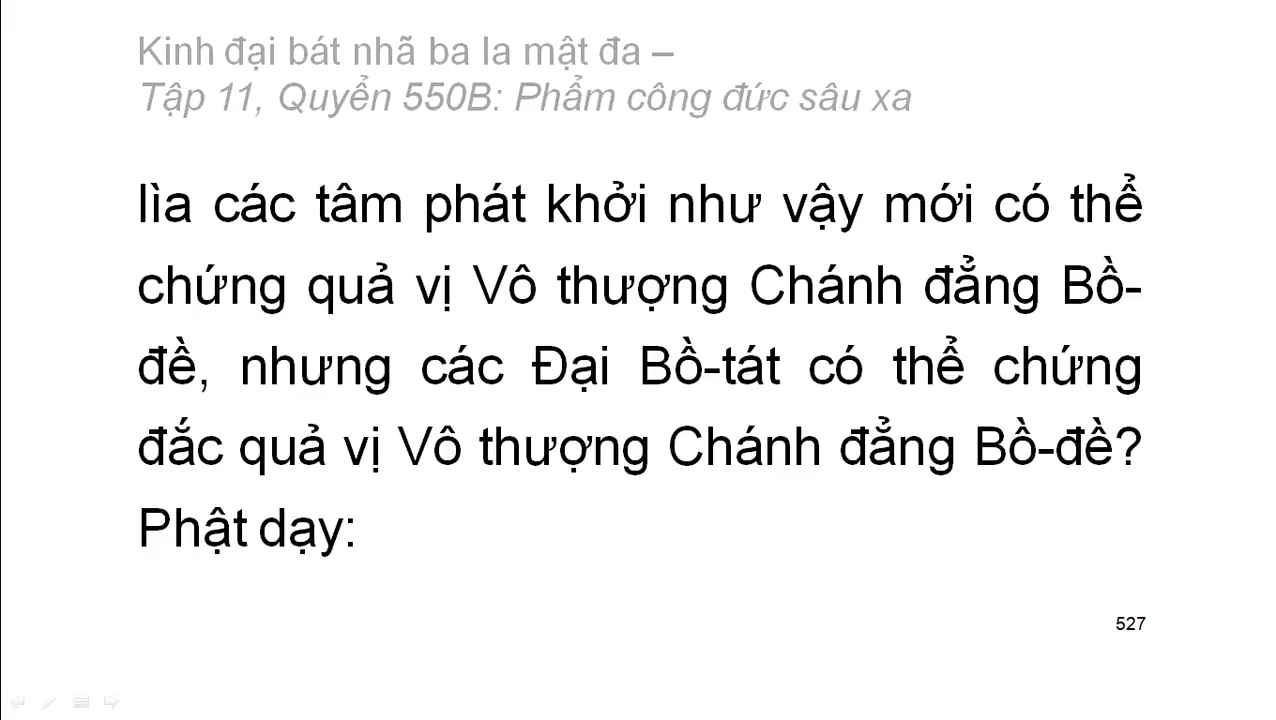 Kinh đại bát nhã ba la mật đa –
Tập 11, Quyển 550B: Phẩm công đức sâu xa
lìa các tâm phát khởi như vậy mới có thể
chứng quả vị Vô thượng Chánh đẳng Bồ-
đề, nhưng các Đại Bồ-tát có thể chứng
đắc quả vị Vô thượng Chánh đẳng Bồ-đề?
Phật dạy:
527